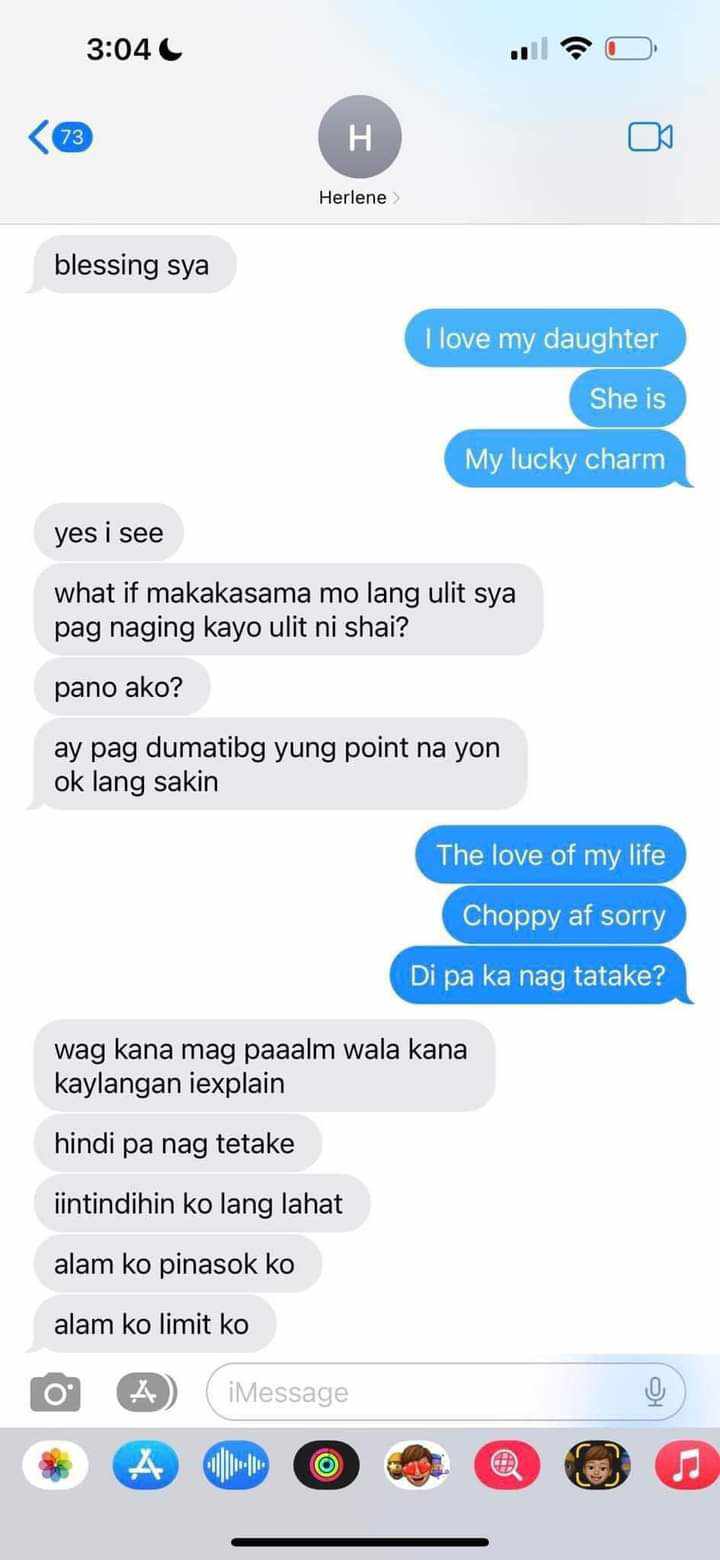 3:04
73
H
Herlene
blessing sya
I love my daughter
She is
My lucky charm
yes i see
what if makakasama mo lang ulit sya
pag naging kayo ulit ni shai?
pano ako?
ay pag dumatibg yung point na yon
ok lang sakin
The love of my life
Choppy af sorry
Di pa ka nag tatake?
wag kana mag paaalm wala kana
kaylangan iexplain
hindi pa nag tetake
iintindihin ko lang lahat
alam ko pinasok ko
alam ko limit ko
iMessage